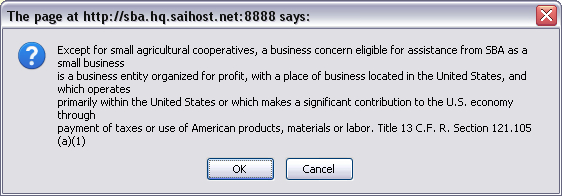 The page at http://sba.hq.saihost.net:8888 says:
Except for small agricultural cooperatives, a business concern eligible for assistance from SBA as a
small business
is a business entity organized for profit, with a place of business located in the United States, and
which operates
primarily within the United States or which makes a significant contribution to the U.S. economy
through
payment of taxes or use of American products, materials or labor. Title 13 C.F. R. Section 121.105
(a)(1)
OK
Cancel